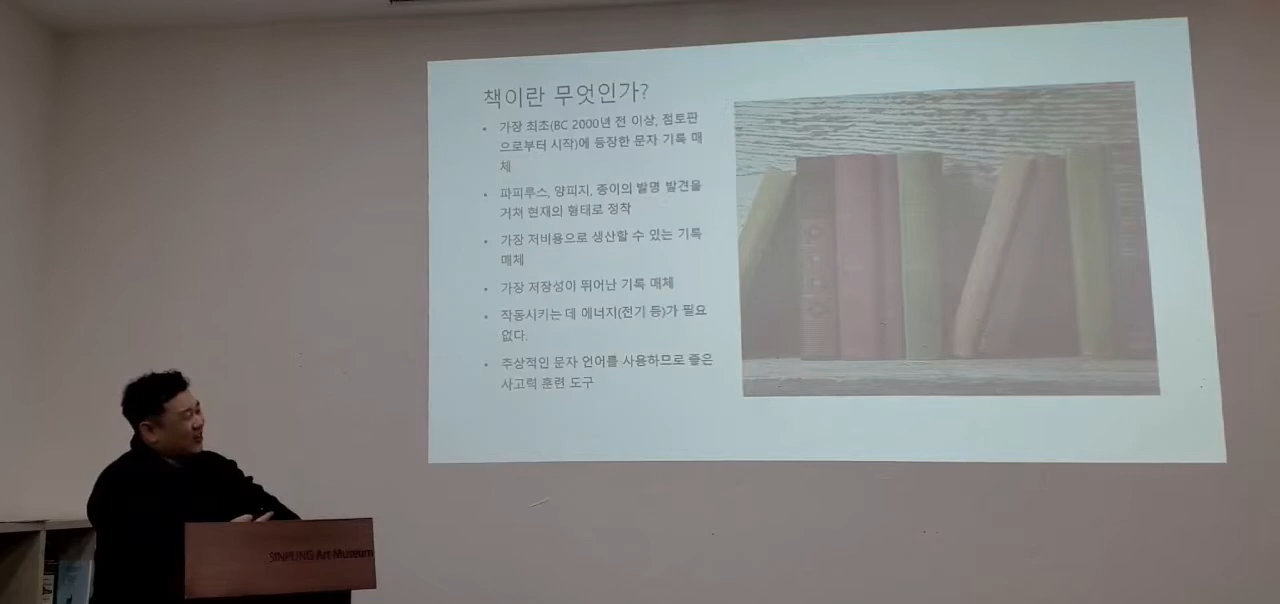 책이란 무엇인가?
• 가장 최초(BC 2000년 전 이상, 점토판
으로부터 시작)에 등장한 문자 기록 매
체
• 파피루스, 양피지, 종이의 발명 발견을
거쳐 현재의 형태로 정착
• 가장 저비용으로 생산할 수 있는 기록
매체
• 가장 저장성이 뛰어난 기록 매체
• 작동시키는 데 에너지(전기 등)가 필요
없다.
• 추상적인 문자 언어를 사용하므로 좋은
사고력 훈련 도구
SINPUNG Art Museum